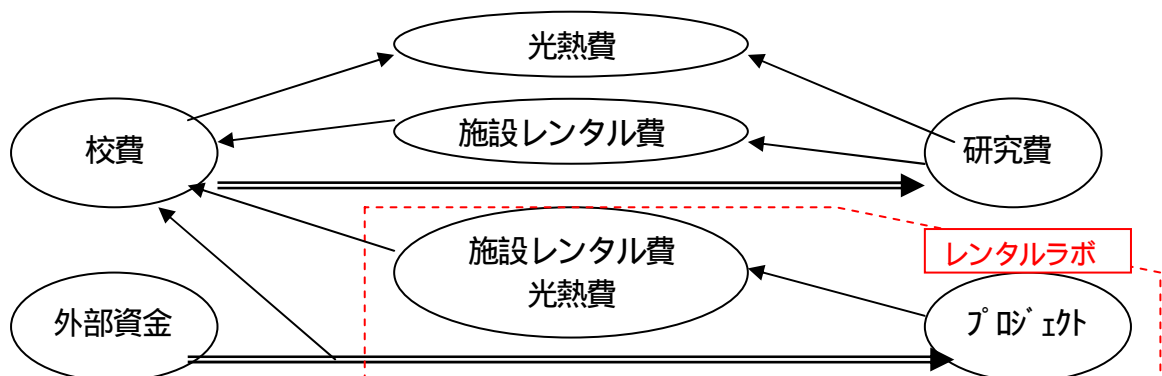 光熱費
校費
施設レンタル費
研究費
施設レンタル費
光熱費
レンタルラボ
外部資金
プロジェクト